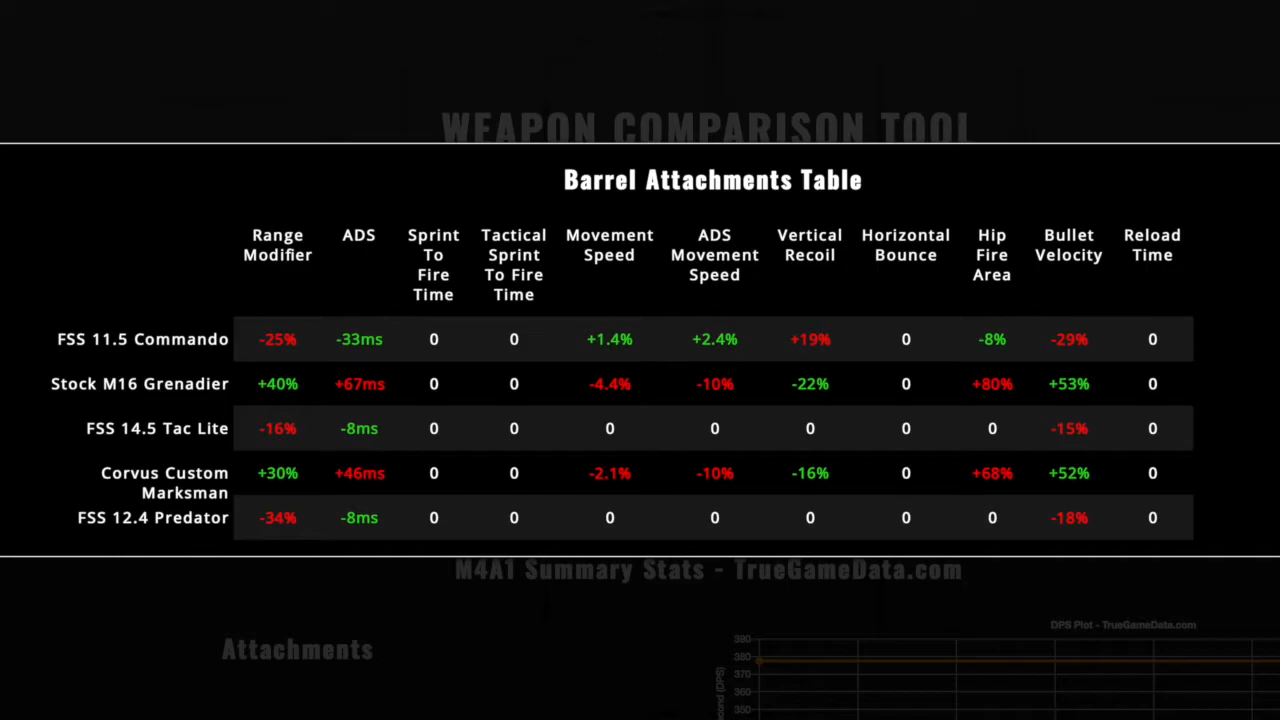 WEAPON COMPARISON TOOL
Barrel Attachments Table
Range Modifier ADS Sprint To Fire Time Tactical Sprint To Fire Time Movement Speed ADS Movement Speed Vertical Recoil Horizontal Bounce Hip Fire Area Bullet Velocity Reload Time
FSS 11.5 Commando -25% -33ms 0 0 +1.4% +2.4% +19% 0 -8% -29% 0
Stock M16 Grenadier +40% +67ms 0 0 -4.4% -10% -22% 0 +80% +53% 0
FSS 14.5 Tac Lite -16% -8ms 0 0 0 0 0 0 0 -15% 0
Corvus Custom Marksman +30% +46ms 0 0 -2.1% -10% -16% 0 +68% +52% 0
FSS 12.4 Predator -34% -8ms 0 0 0 0 0 0 0 -18% 0
M4A1 Summary Stats - TrueGameData.com
Attachments
DPS Plot - TrueGameData.com
390
380
370
360
350
(DPS)